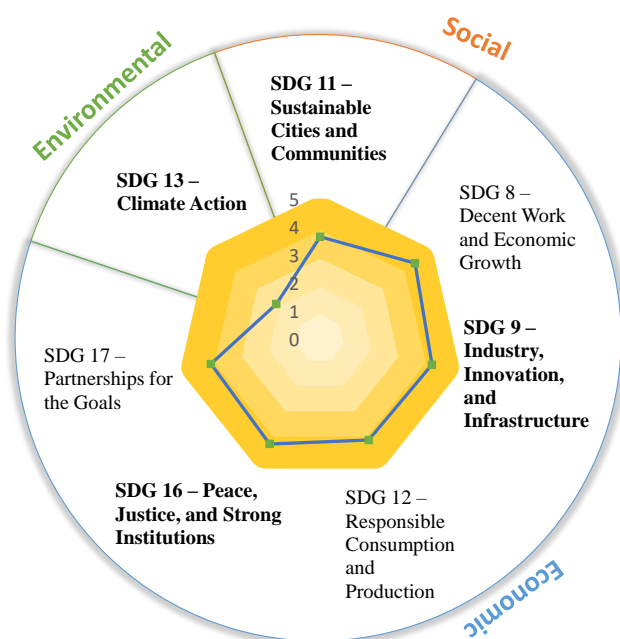 Environmental
Social
Economic
SDG 11 –
Sustainable
Cities and
Communities
SDG 13 –
Climate Action
SDG 8 –
Decent Work
and Economic
Growth
SDG 9 –
Industry,
Innovation,
and
Infrastructure
SDG 12 –
Responsible
Consumption
and
Production
SDG 16 – Peace,
Justice, and Strong
Institutions
SDG 17 –
Partnerships for
the Goals
5
4
3
2
1
0